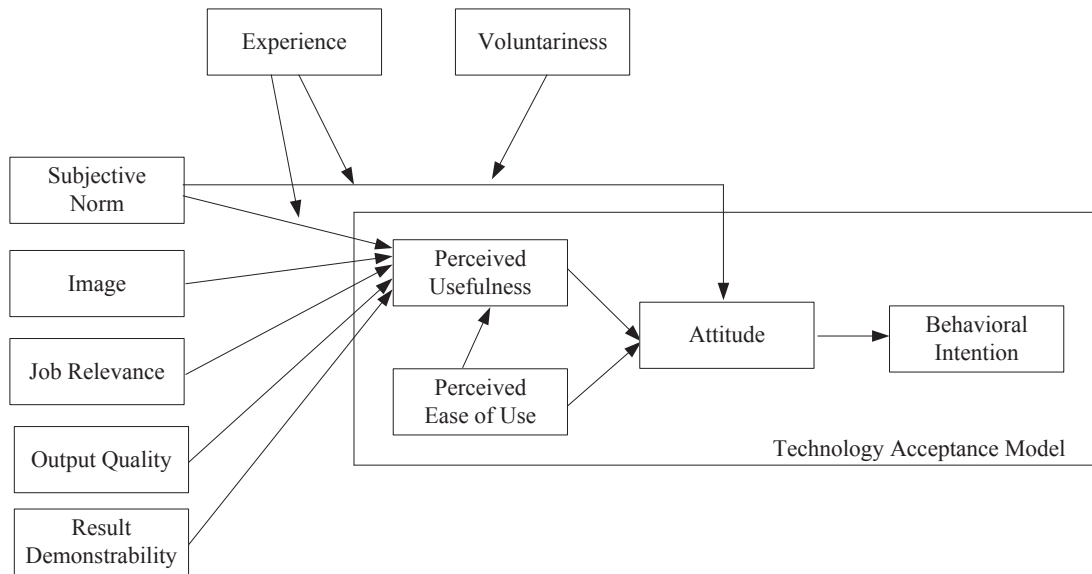 Experience
Voluntariness
Subjective
Norm
Image
Job Relevance
Output Quality
Result
Demonstrability
Perceived
Usefulness
Perceived
Ease of Use
Attitude
Behavioral
Intention
Technology Acceptance Model